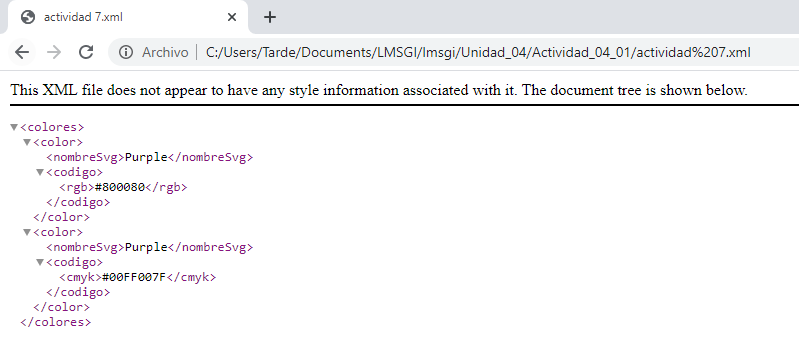 actividad 7.xml
Archivo | C:/Users/Tarde/Documents/LMSGI/lmsgi/Unidad_04/Actividad_04_01/actividad%207.xml
This XML file does not appear to have any style information associated with it. The document tree is shown below.
▼<colores>
▼<color>
<nombreSvg>Purple</nombreSvg>
▼<codigo>
<rgb>#800080</rgb>
</codigo>
</color>
▼<color>
<nombreSvg>Purple</nombreSvg>
▼<codigo>
<cmyk>#00FF007F</cmyk>
</codigo>
</color>
</colores>